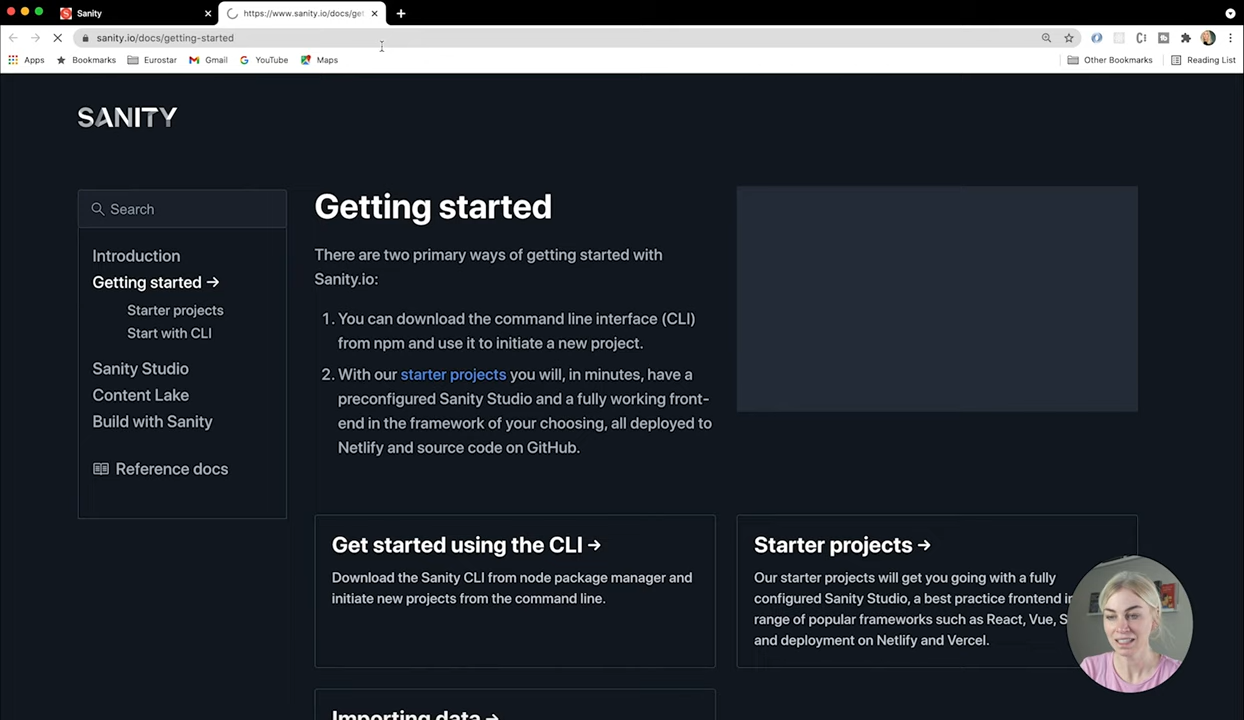 Sanity
https://www.sanity.io/docs/get
sanity.io/docs/getting-started
Apps
Bookmarks
Eurostar
Gmail
YouTube
Maps
Other Bookmarks
Reading List
SANITY
Search
Introduction
Getting started →
Starter projects
Start with CLI
Sanity Studio
Content Lake
Build with Sanity
Reference docs
Getting started
There are two primary ways of getting started with
Sanity.io:
1. You can download the command line interface (CLI)
from npm and use it to initiate a new project.
2. With our starter projects you will, in minutes, have a
preconfigured Sanity Studio and a fully working front-
end in the framework of your choosing, all deployed to
Netlify and source code on GitHub.
Get started using the CLI →
Download the Sanity CLI from node package manager and
initiate new projects from the command line.
Starter projects →
Our starter projects will get you going with a fully
configured Sanity Studio, a best practice frontend in
range of popular frameworks such as React, Vue, S
and deployment on Netlify and Vercel.
Importing data →